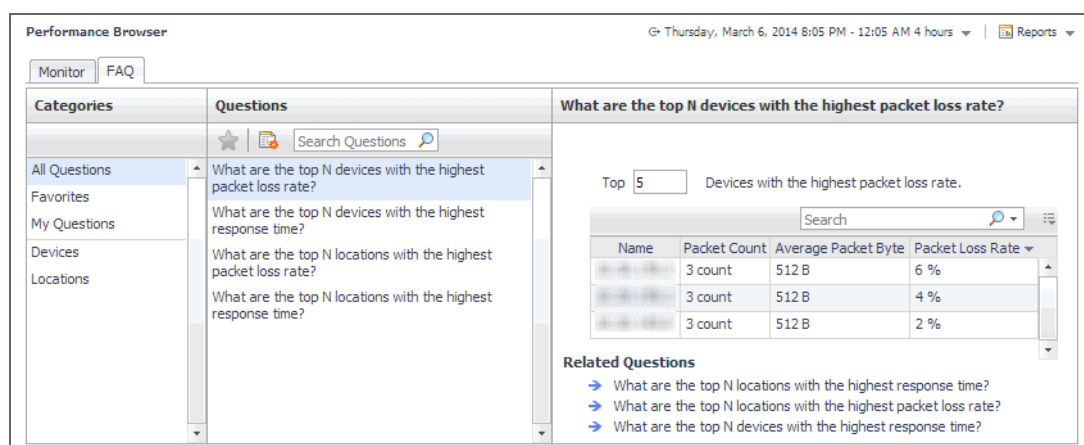 Performance Browser
Thursday, March 6, 2014 8:05 PM - 12:05 AM 4 hours
Reports
Monitor
FAQ
Categories
All Questions
Favorites
My Questions
Devices
Locations
Questions
Search Questions
What are the top N devices with the highest
packet loss rate?
What are the top N devices with the highest
response time?
What are the top N locations with the highest
packet loss rate?
What are the top N locations with the highest
response time?
What are the top N devices with the highest packet loss rate?
Top 5 Devices with the highest packet loss rate.
Search
Name Packet Count Average Packet Byte Packet Loss Rate
3 count 512 B 6 %
3 count 512 B 4 %
3 count 512 B 2 %
Related Questions
What are the top N locations with the highest response time?
What are the top N locations with the highest packet loss rate?
What are the top N devices with the highest response time?